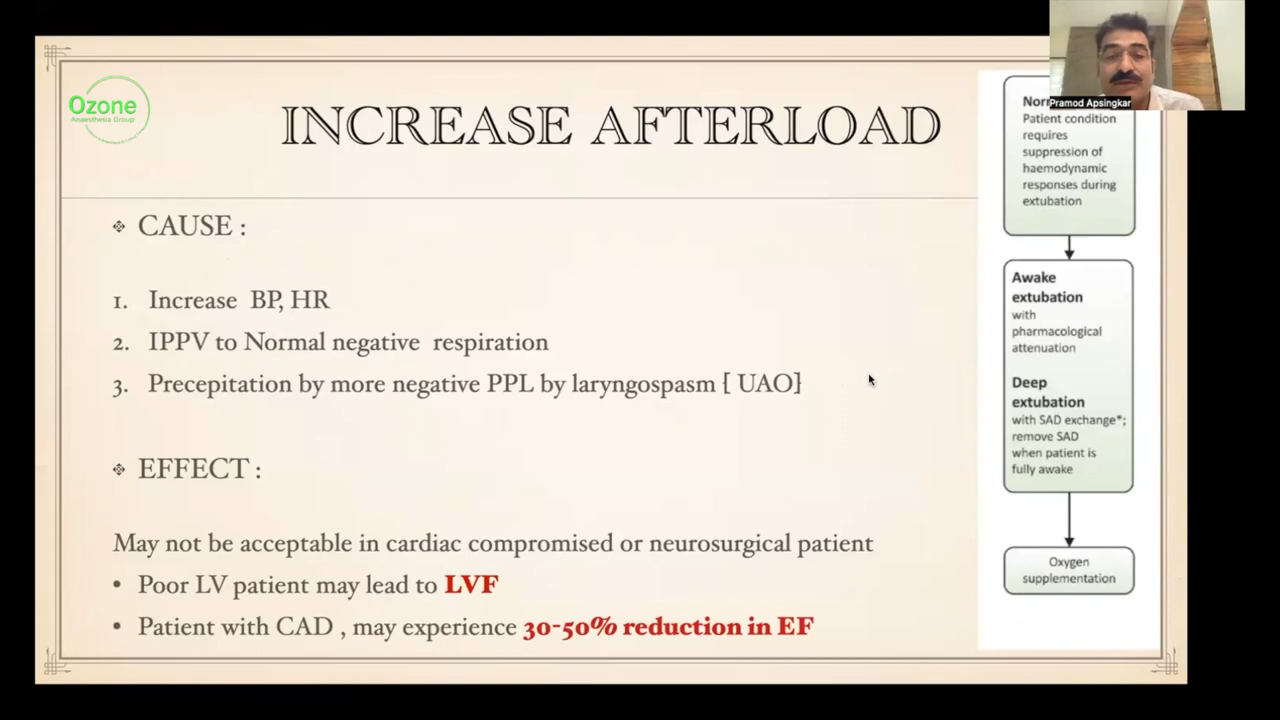 Ozone
Anaesthesia Group
INCREASE AFTERLOAD
CAUSE :
1. Increase BP, HR
2. IPPV to Normal negative respiration
3. Precepitation by more negative PPL by laryngospasm { UAO}
EFFECT :
May not be acceptable in cardiac compromised or neurosurgical patient
• Poor LV patient may lead to LVF
• Patient with CAD , may experience 30-50% reduction in EF
Pramod Apsingkar
Patient condition
requires
suppression of
haemodynamic
responses during
extubation
Awake
extubation
with
pharmacological
attenuation
Deep
extubation
with SAD exchange*;
remove SAD
when patient is
fully awake
Oxygen
supplementation